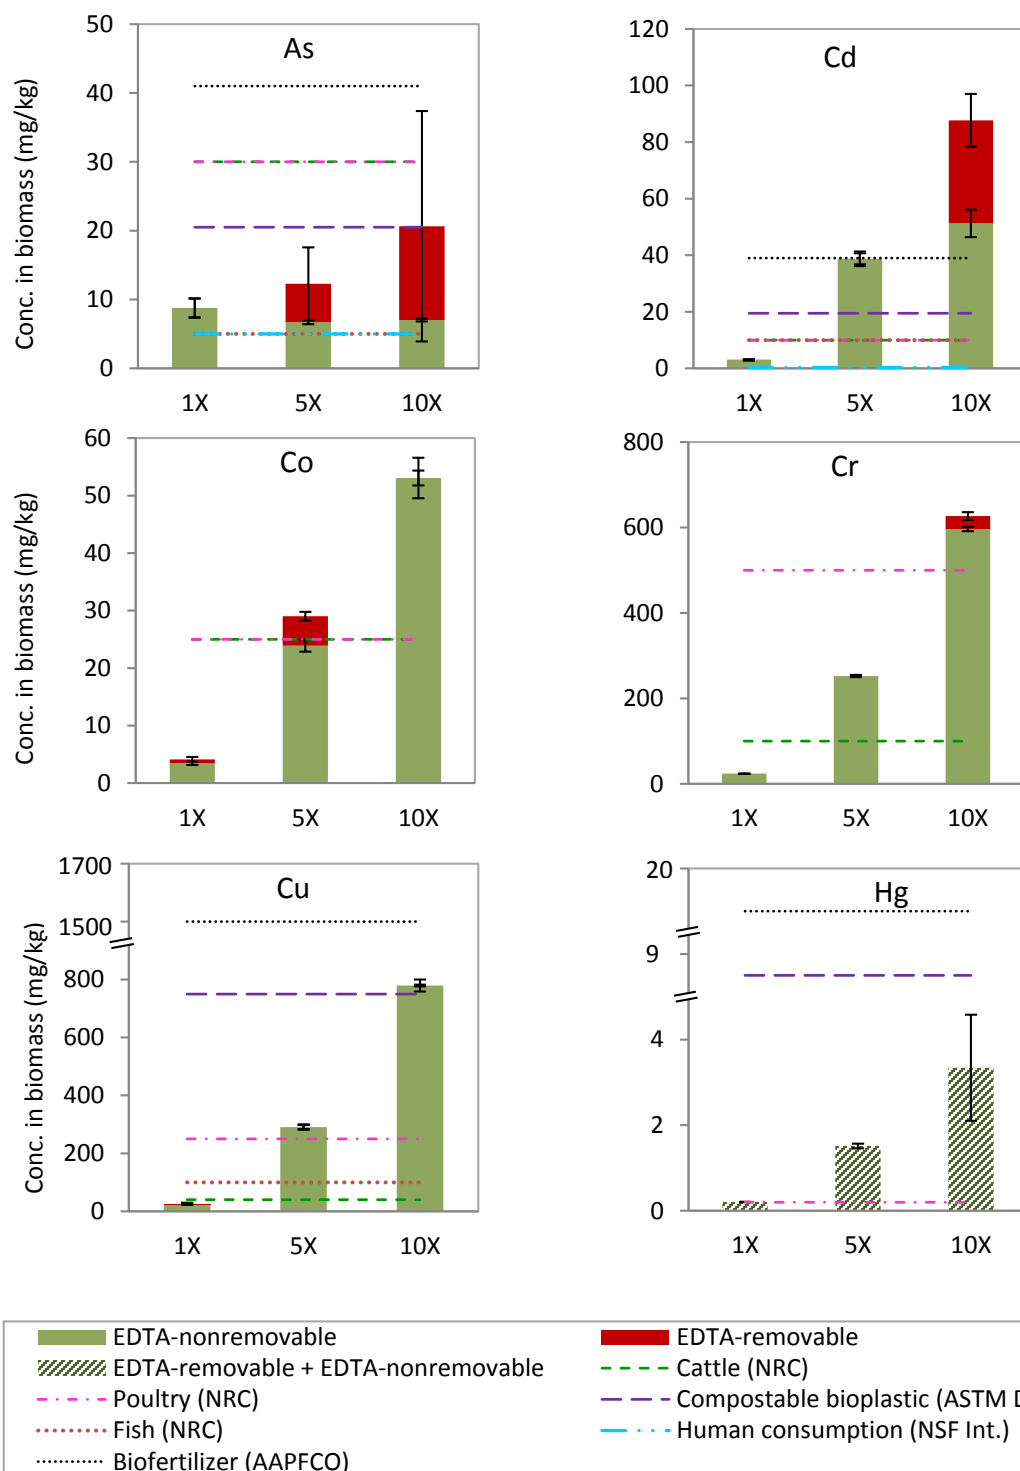 50
As
40
30
20
10
0
1X 5X 10X
Conc. in biomass (mg/kg)
120
Cd
100
80
60
40
20
0
1X 5X 10X
60
Co
50
40
30
20
10
0
1X 5X 10X
Conc. in biomass (mg/kg)
800
Cr
600
400
200
0
1X 5X 10X
1700
Cu
1500
800
600
400
200
0
1X 5X 10X
Conc. in biomass (mg/kg)
20
Hg
9
4
2
0
1X 5X 10X
EDTA-nonremovable
EDTA-removable
EDTA-removable + EDTA-nonremovable
Cattle (NRC)
Poultry (NRC)
Compostable bioplastic (ASTM D
Fish (NRC)
Human consumption (NSF Int.)
Biofertilizer (AAPFCO)